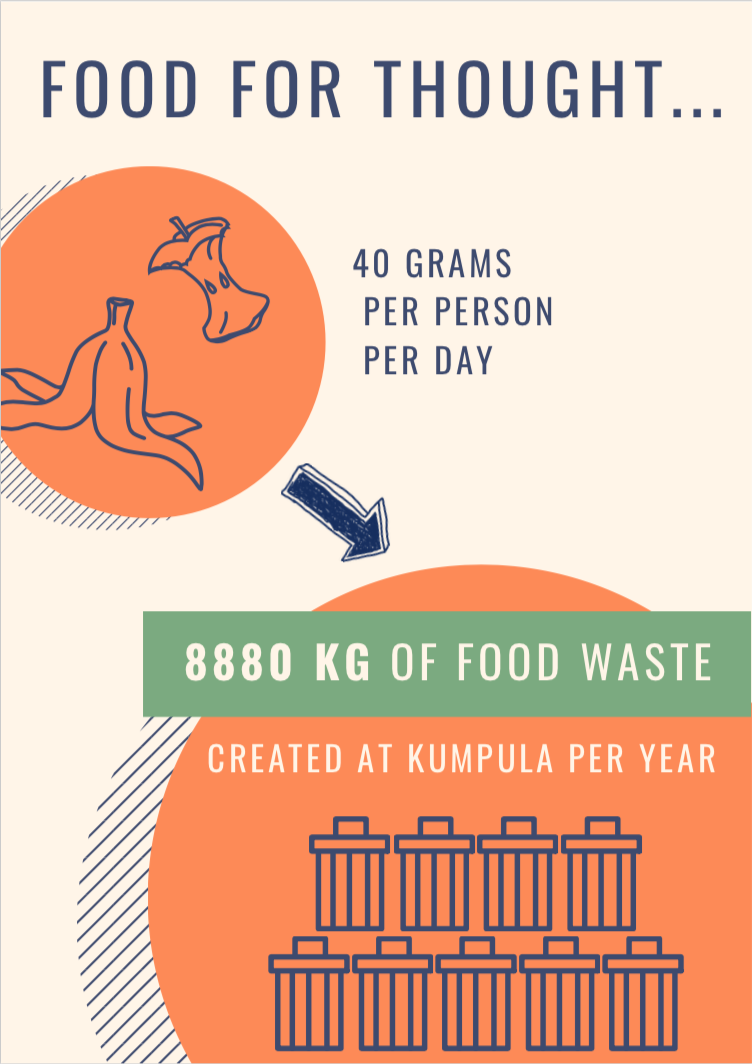 FOOD FOR THOUGHT...
40 GRAMS
PER PERSON
PER DAY
8880 KG OF FOOD WASTE
CREATED AT KUMPULA PER YEAR